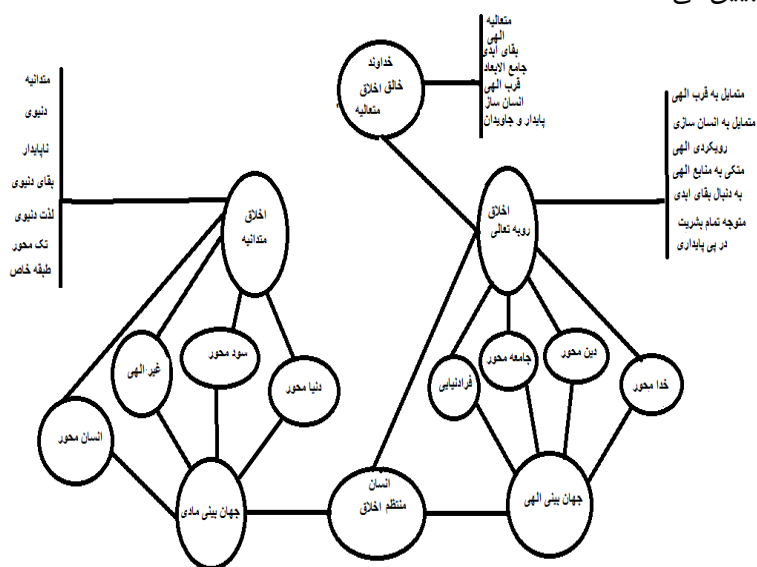 متعالیه
الهی
بقای ابدی
جامع الابعاد
قرب الهی
انسان ساز
پایدار و جاویدان
خداوند
خالق اخلاق
متعالیه
متمایل به قرب الهی
متمایل به انسان سازی
رویکردی الهی
متکی به منابع الهی
به دنبال بقای ابدی
متوجه تمام بشریت
در پی پایداری
متدانیه
دنیوی
ناپایدار
بقای دنیوی
لذت دنیوی
تک محور
طبقه خاص
اخلاق
روبه تعالی
اخلاق
متدانیه
خدا محور
دین محور
جامعه محور
فرادنیایی
دنیا محور
سود محور
غیر الهی
انسان محور
جهان بینی الهی
انسان
منتظم اخلاق
جهان بینی مادی